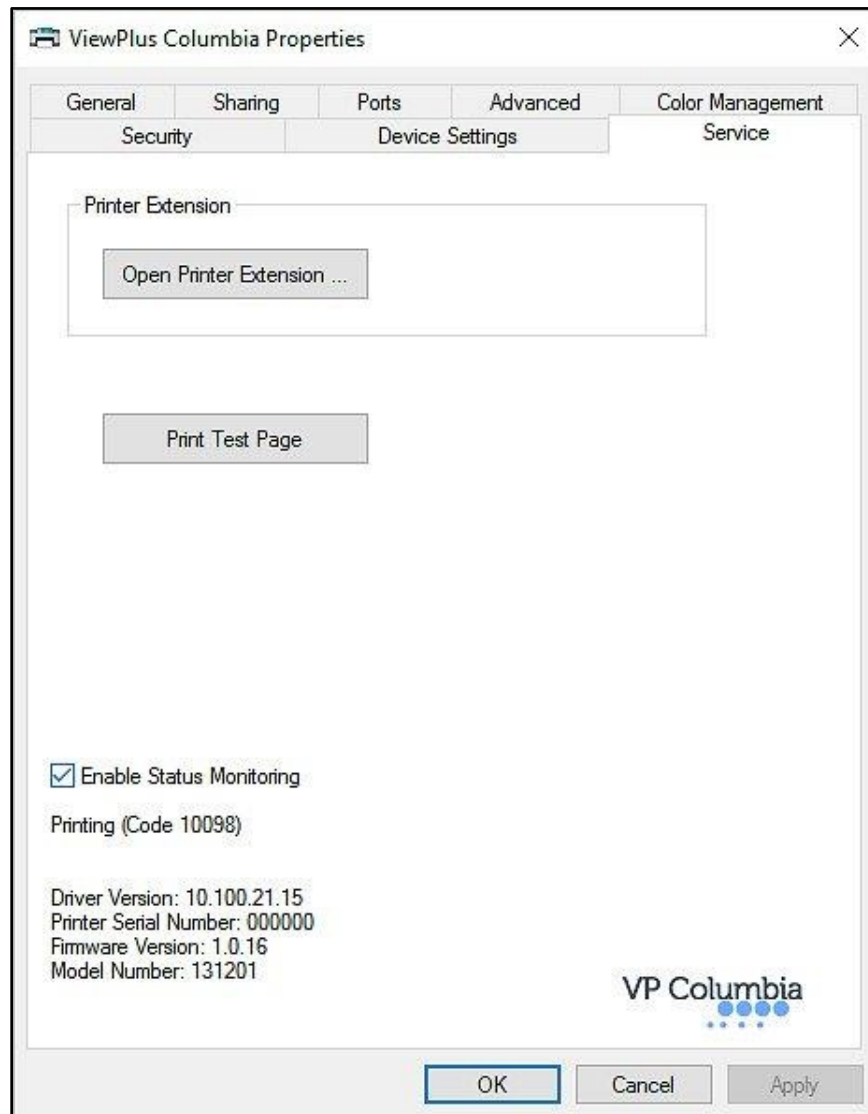 ViewPlus Columbia Properties
General Sharing Ports Advanced Color Management
Security Device Settings Service
Printer Extension
Open Printer Extension ...
Print Test Page
Enable Status Monitoring
Printing (Code 10098)
Driver Version: 10.100.21.15
Printer Serial Number: 000000
Firmware Version: 1.0.16
Model Number: 131201
VP Columbia
OK Cancel Apply